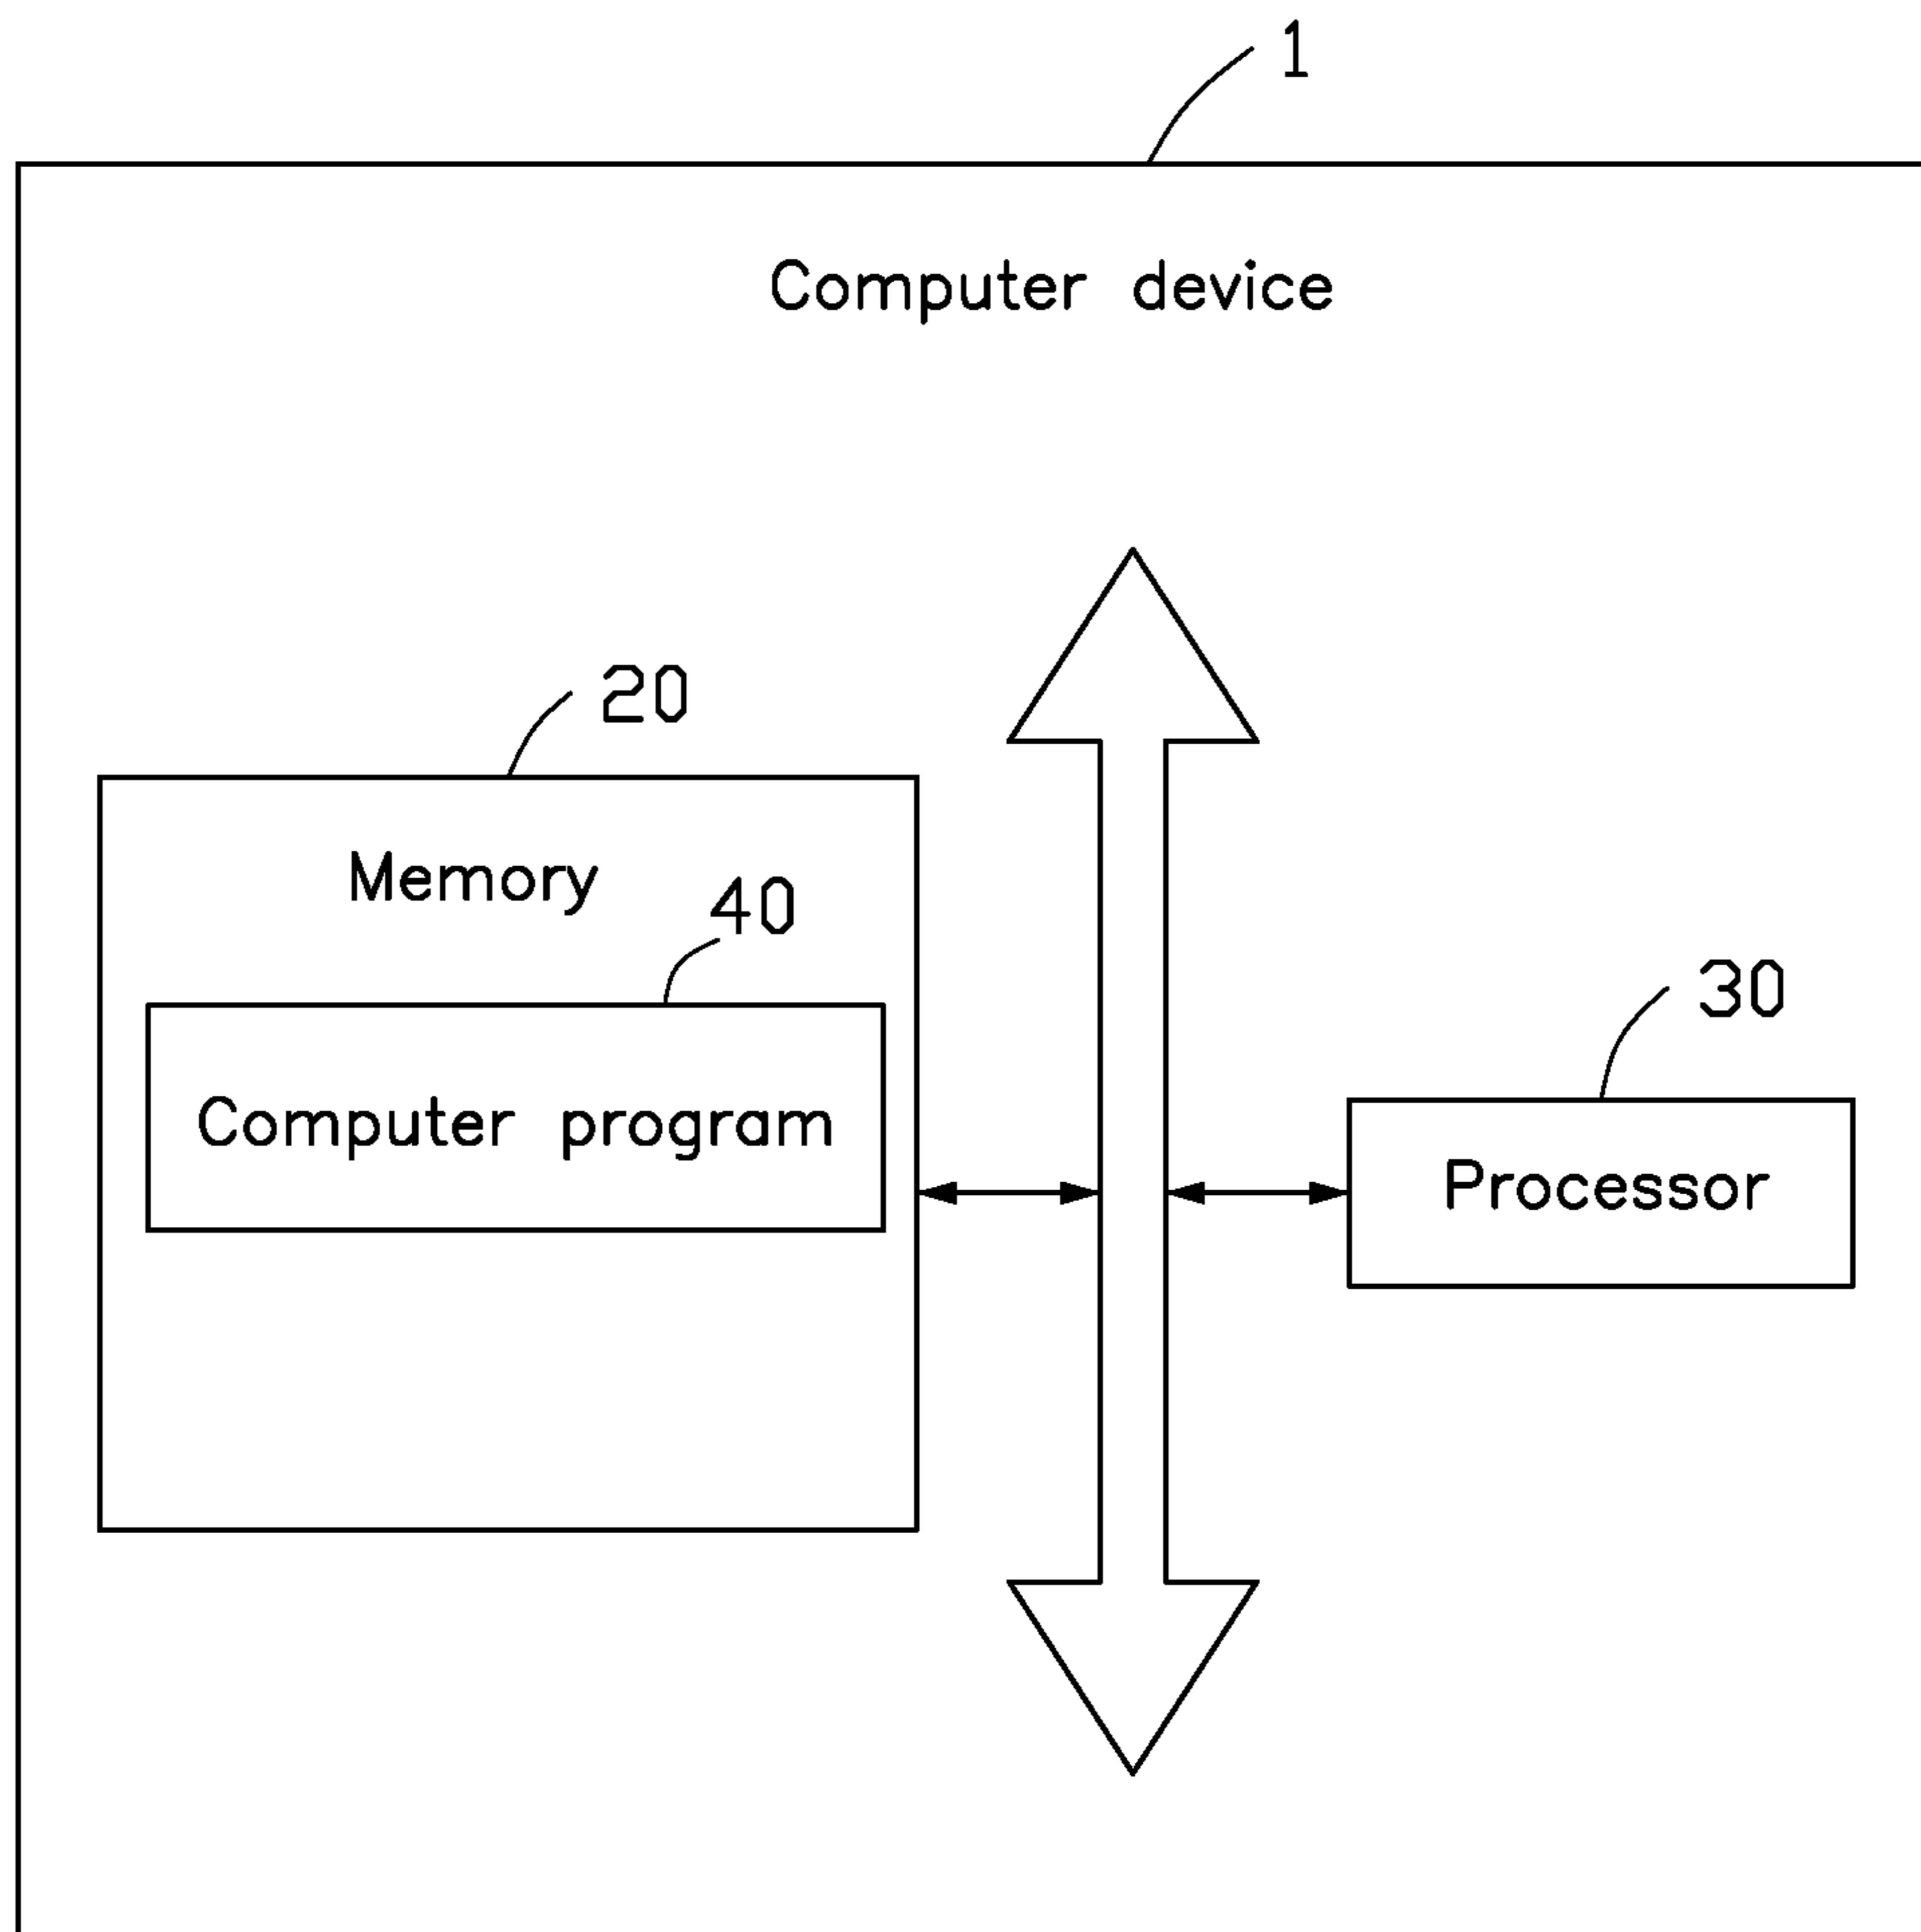 1
Computer device
20
Memory
40
30
Computer program
Processor